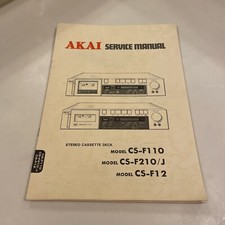 AKAI SERVICE MANUAL
STEREO CASSETTE DECK
MODEL CS-F110
MODEL CS-F210/J
MODEL CS-F12